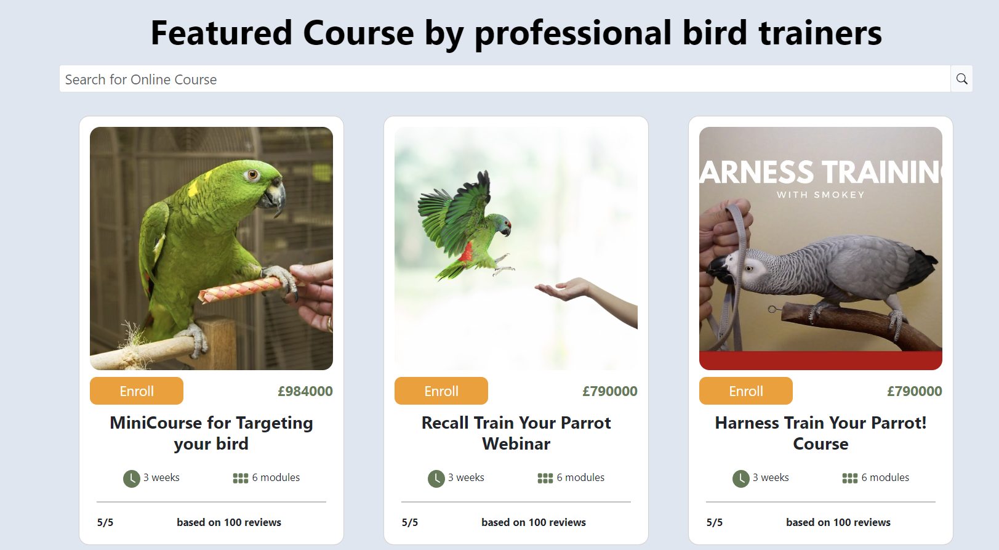 Featured Course by professional bird trainers
Search for Online Course
ARNESS TRAINING
WITH SMOKEY
Enroll £984000
MiniCourse for Targeting
your bird
3 weeks 6 modules
5/5 based on 100 reviews
Enroll £790000
Recall Train Your Parrot
Webinar
3 weeks 6 modules
5/5 based on 100 reviews
Enroll £790000
Harness Train Your Parrot!
Course
3 weeks 6 modules
5/5 based on 100 reviews